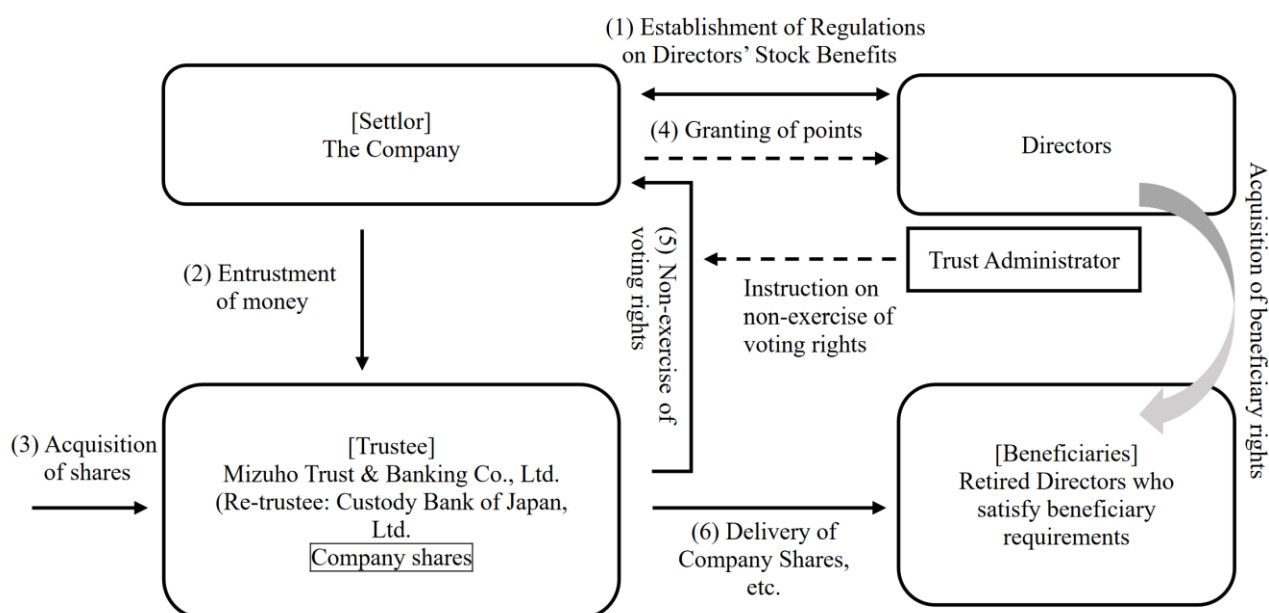 (1) Establishment of Regulations
on Directors’ Stock Benefits
[Settlor]
The Company
(4) Granting of points
Directors
(2) Entrustment
of money
(5) Non-exercise of
voting rights
Trust Administrator
Instruction on
non-exercise of
voting rights
Acquisition of beneficiary rights
(3) Acquisition
of shares
[Trustee]
Mizuho Trust & Banking Co., Ltd.
(Re-trustee: Custody Bank of Japan,
Ltd.
Company shares
(6) Delivery of
Company Shares,
etc.
[Beneficiaries]
Retired Directors who
satisfy beneficiary
requirements